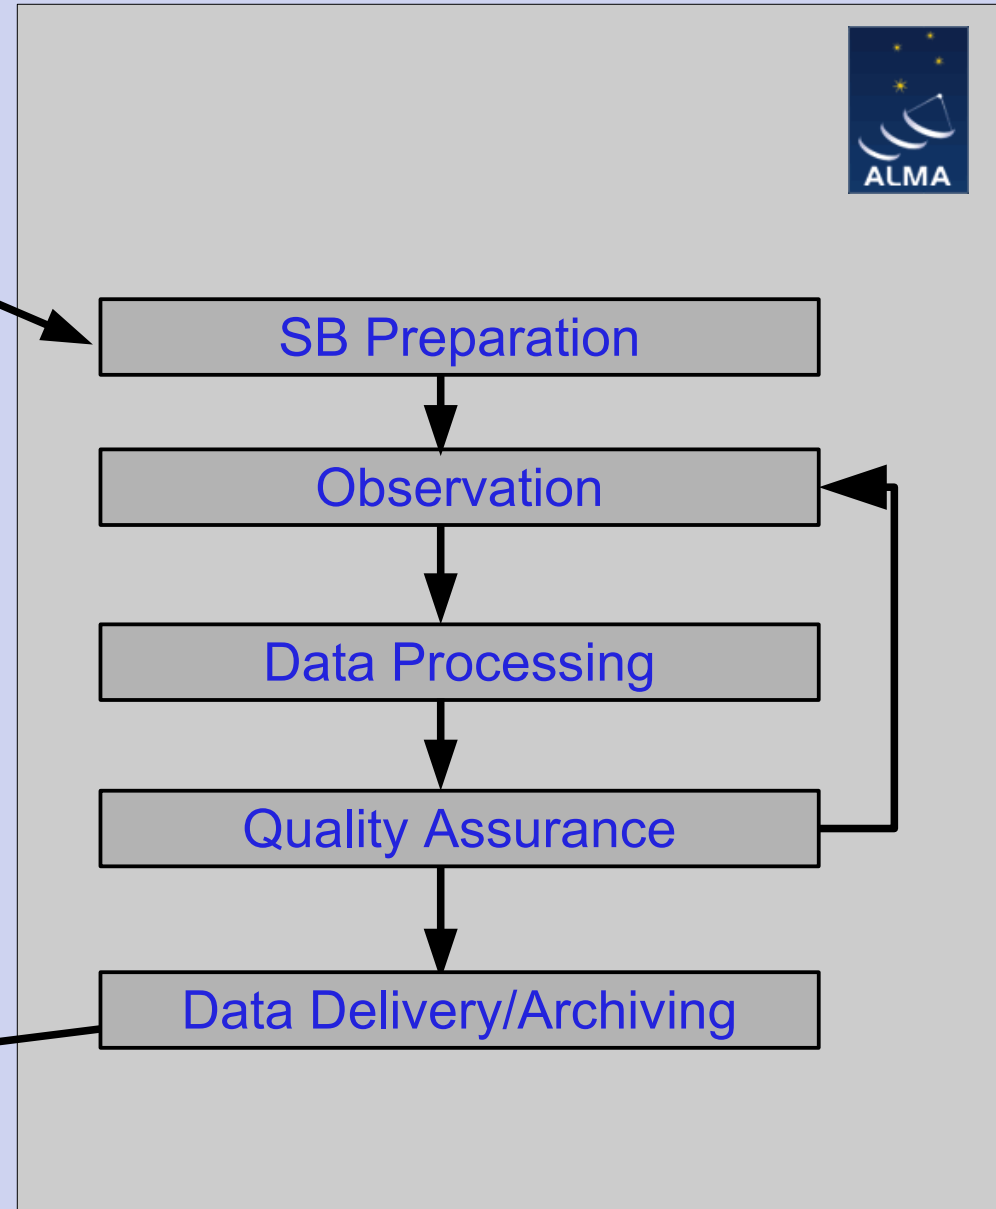 ALMA
SB Preparation
Observation
Data Processing
Quality Assurance
Data Delivery/Archiving